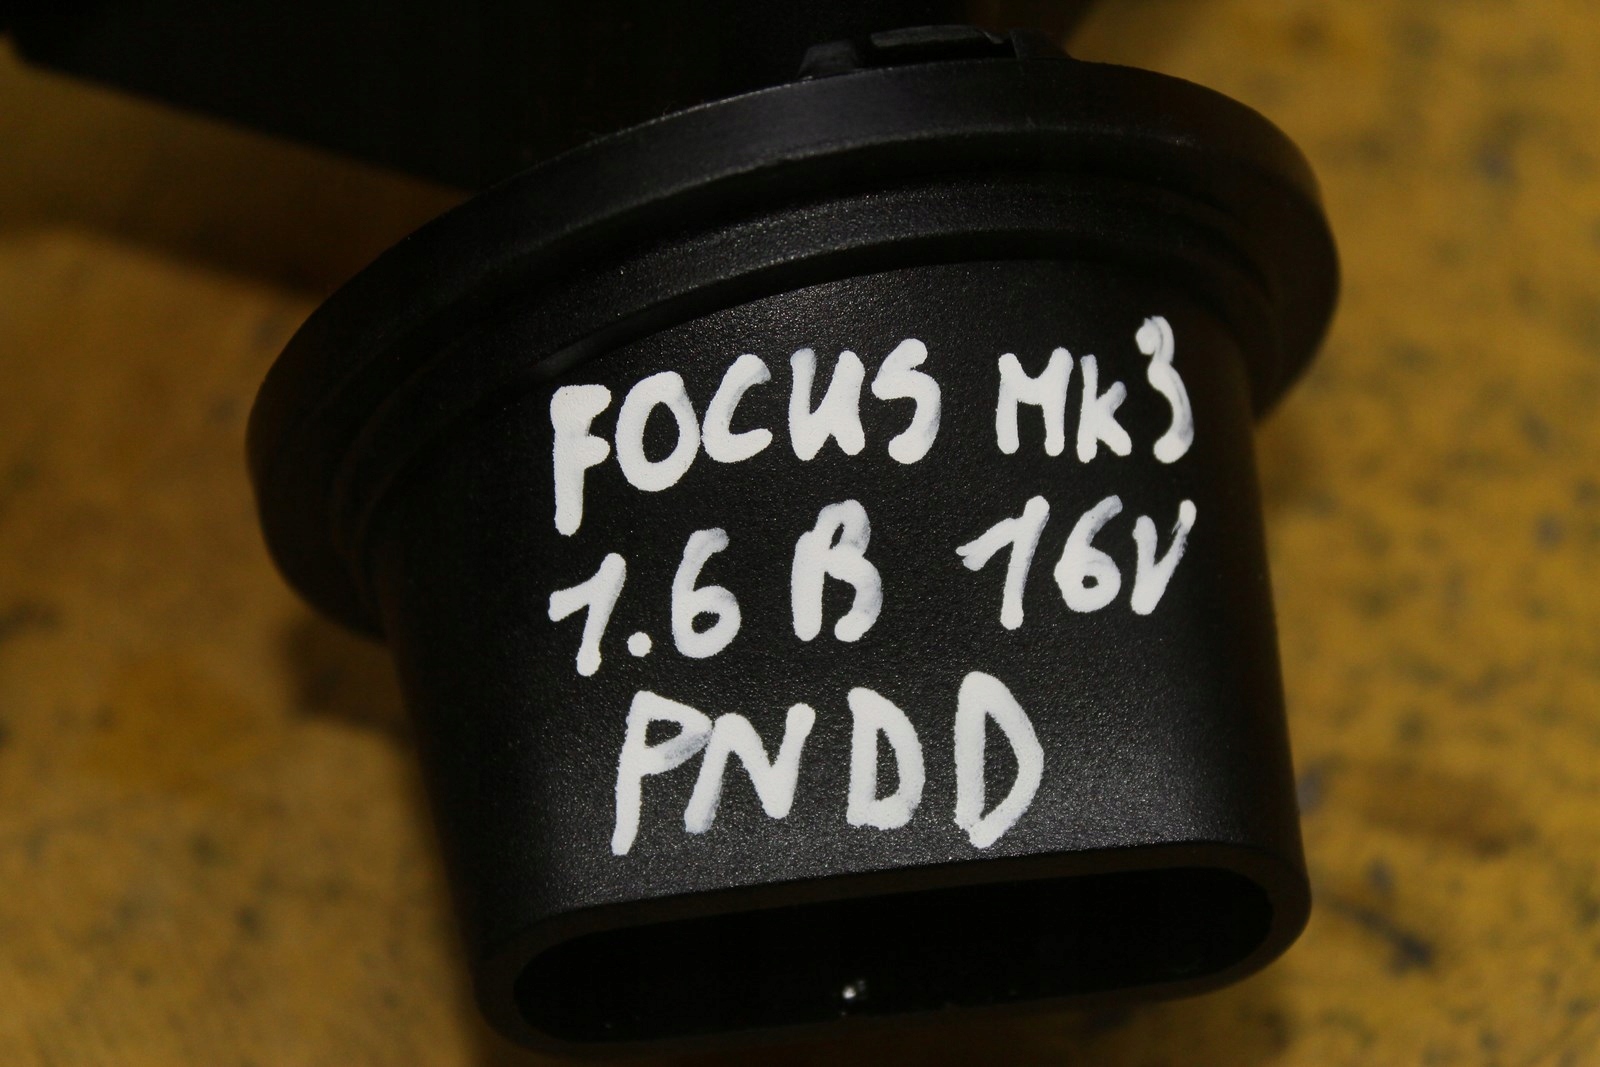 FOCUS Mk3
1.6 B 16V
PNDD